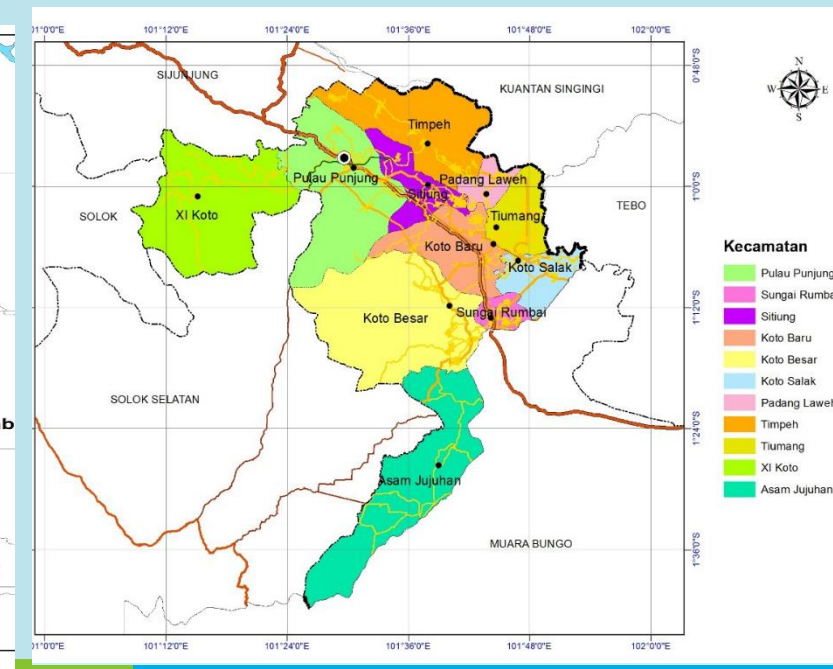 101°0'0"E 101°12'0"E 101°24'0"E 101°36'0"E 101°48'0"E 102°0'0"E
0°48'0"S
SIJUNJUNG
KUANTAN SINGINGI
N
W E
S
Timpeh
Pulau Punjung
Padang Laweh
1°0'0"S
Sitiung
SOLOK
XI Koto
Tiumang
TEBO
Koto Baru
Koto Salak
Koto Besar
Sungai Rumbai
1°12'0"S
SOLOK SELATAN
1°24'0"S
Asam Jujuhan
MUARA BUNGO
1°36'0"S
101°0'0"E 101°12'0"E 101°24'0"E 101°36'0"E 101°48'0"E 102°0'0"E
Kecamatan
Pulau Punjung
Sungai Rumbai
Sitiung
Koto Baru
Koto Besar
Koto Salak
Padang Laweh
Timpeh
Tiumang
XI Koto
Asam Jujuhan